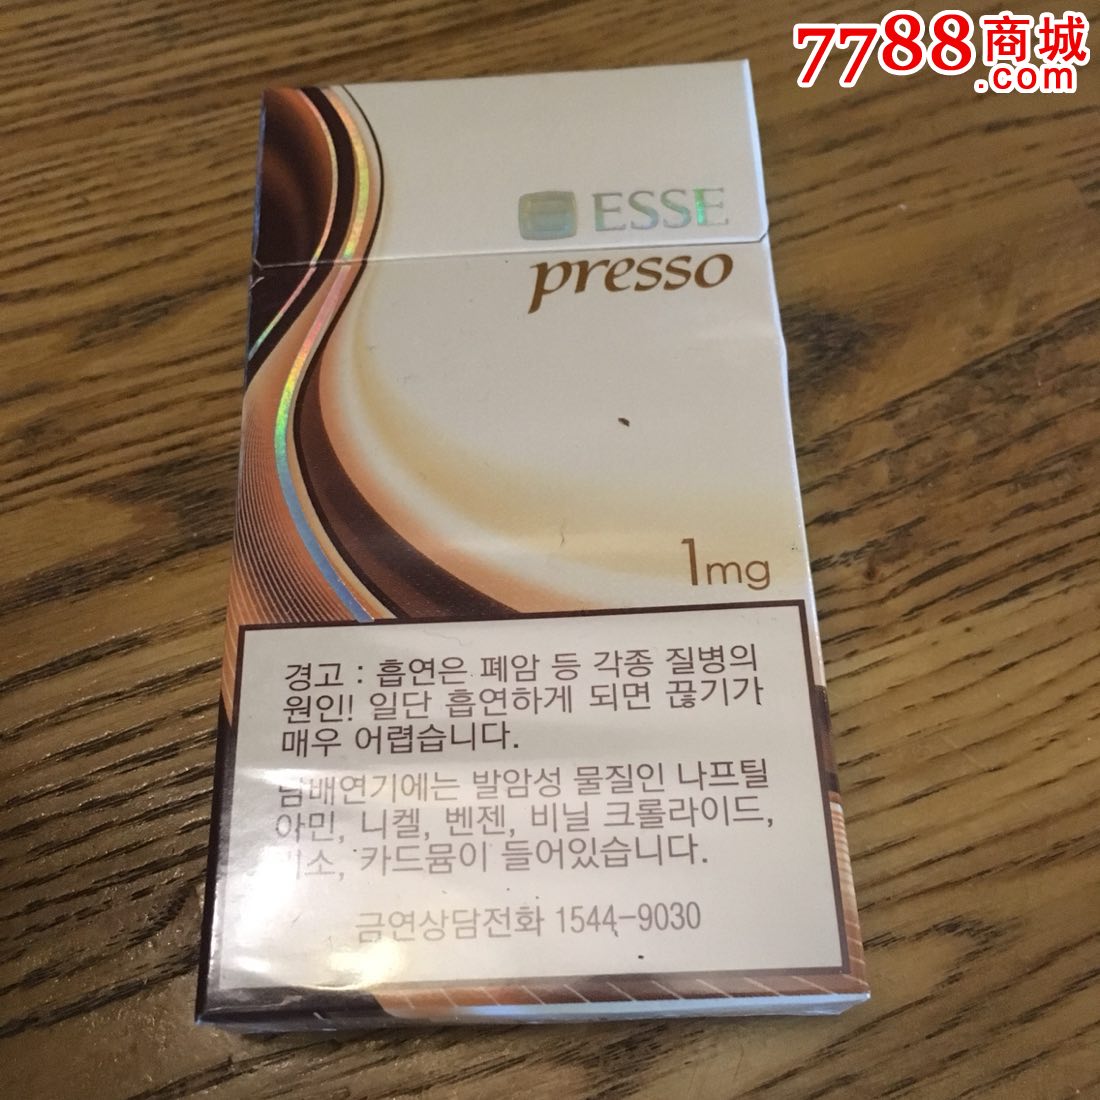 7788商城
.com
ESSE
presso
1mg
경고 : 흡연은 폐암 등 각종 질병의
원인! 일단 흡연하게 되면 끊기가
매우 어렵습니다.
담배연기에는 발암성 물질인 나프틸
아민, 니켈, 벤젠, 비닐 크롤라이드,
비소, 카드뮴이 들어있습니다.
금연상담전화 1544-9030